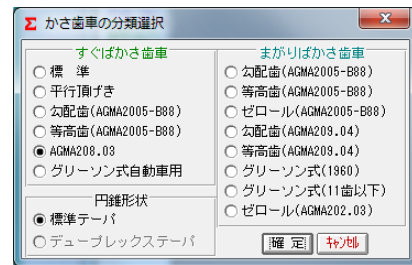 Σ かさ歯車の分類選択
すぐばかさ歯車
標 準
平行頂げき
勾配歯(AGMA2005-B88)
等高歯(AGMA2005-B88)
AGMA208.03
グリーソン式自動車用
円錐形状
標準テーパ
デュープレックステーパ
まがりばかさ歯車
勾配歯(AGMA2005-B88)
等高歯(AGMA2005-B88)
ゼロール(AGMA2005-B88)
勾配歯(AGMA209.04)
等高歯(AGMA209.04)
グリーソン式(1960)
グリーソン式(11歯以下)
ゼロール(AGMA202.03)
確 定
キャンセル